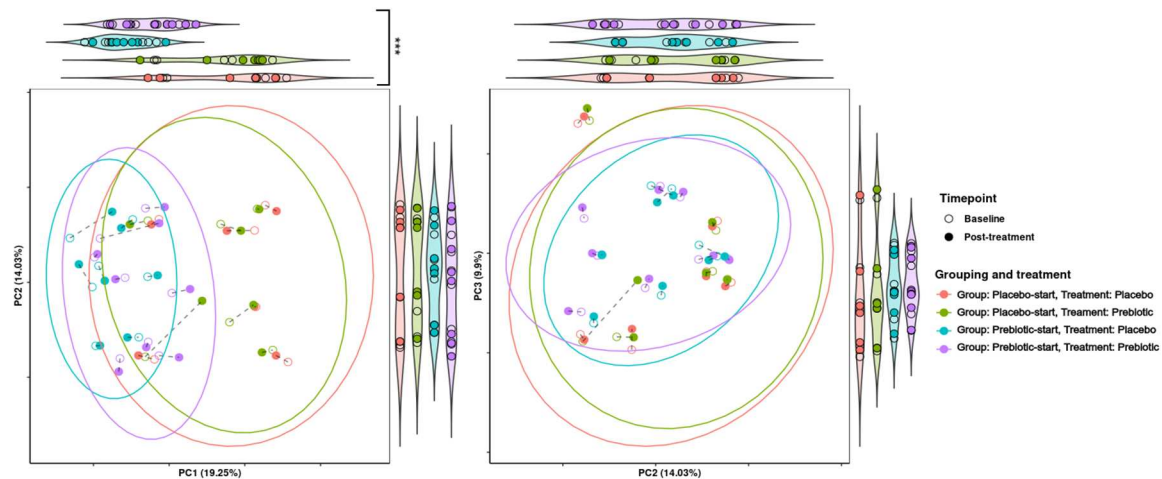 ***
PC2 (14.03%)
PC1 (19.25%)
PC3 (9.9%)
PC2 (14.03%)
Timepoint
Baseline
Post-treatment
Grouping and treatment
Group: Placebo-start, Treatment: Placebo
Group: Placebo-start, Treament: Prebiotic
Group: Prebiotic-start, Treatment: Placebo
Group: Prebiotic-start, Treatment: Prebiotic